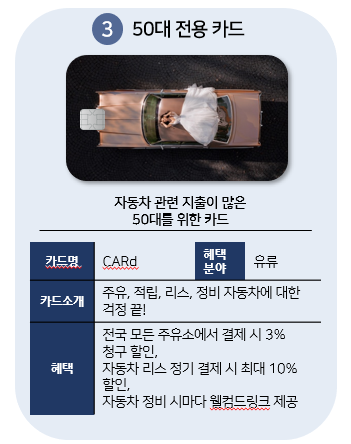 3 50대 전용 카드
자동차 관련 지출이 많은
50대를 위한 카드
카드명 CARd 혜택 분야 유류
카드소개 주유, 적립, 리스, 정비 자동차에 대한
걱정 끝!
혜택 전국 모든 주유소에서 결제 시 3%
청구 할인,
자동차 리스 정기 결제 시 최대 10%
할인,
자동차 정비 시마다 웰컴드링크 제공